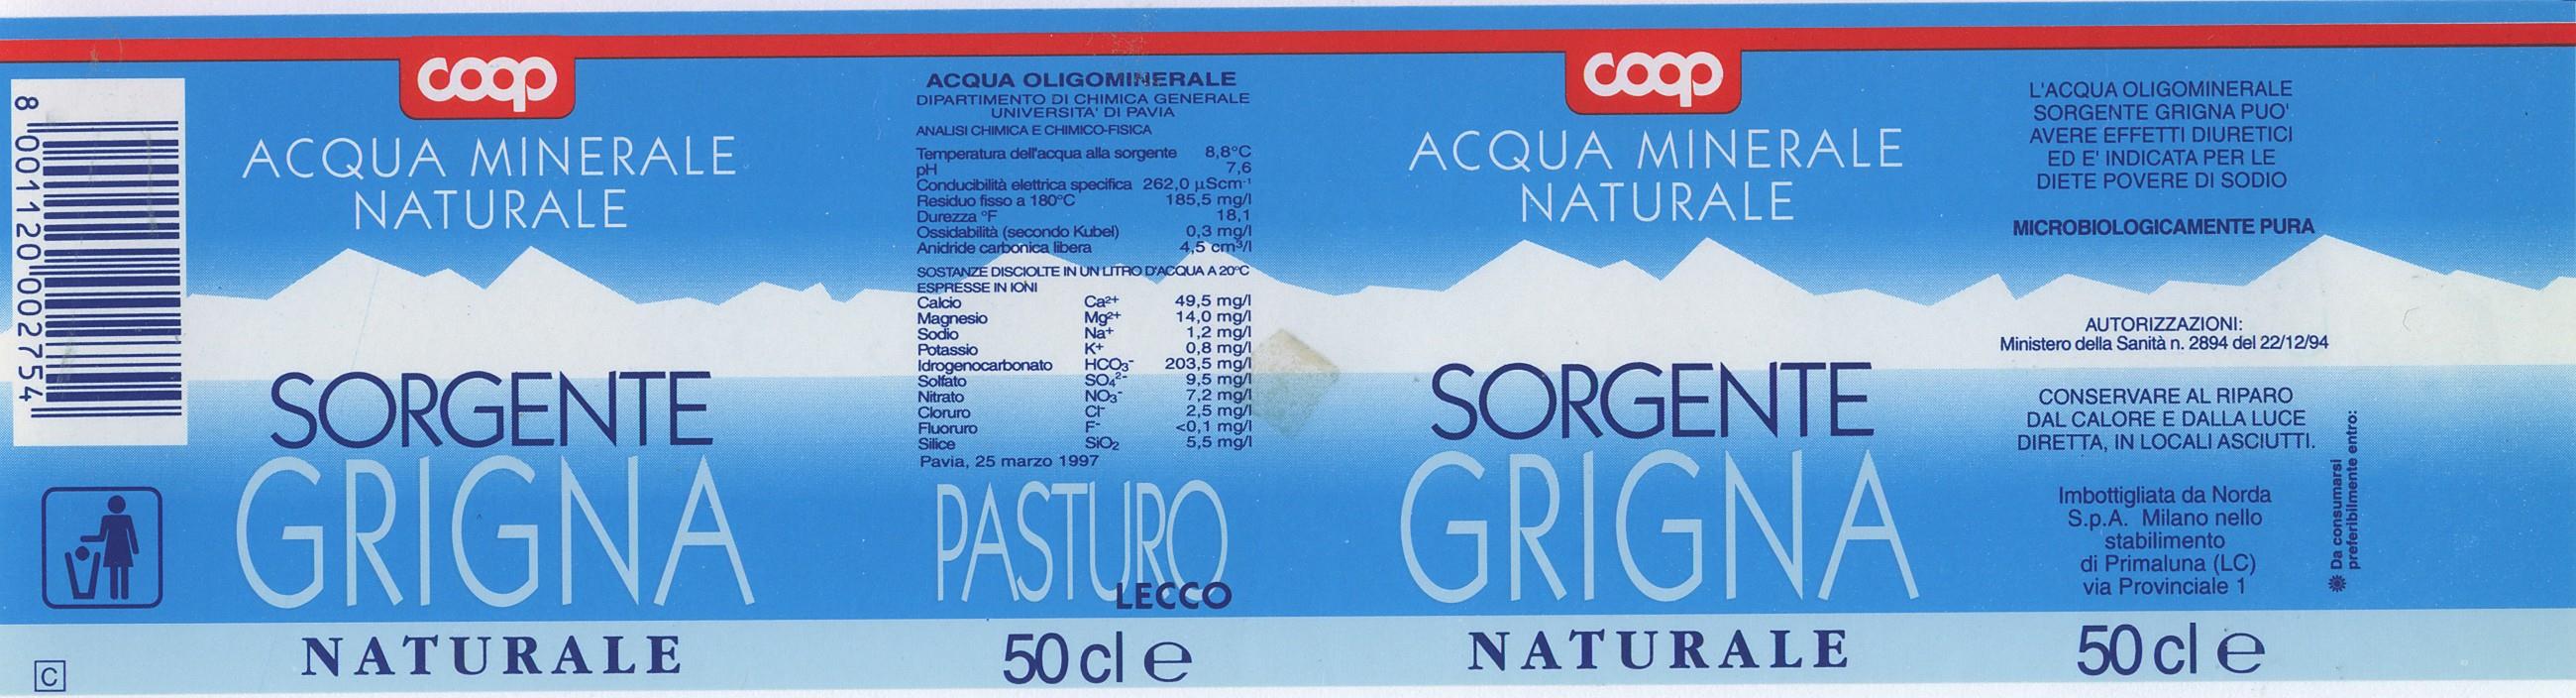 8 001120 002754
C
coop
ACQUA MINERALE
NATURALE
SORGENTE
GRIGNA
NATURALE
ACQUA OLIGOMINERALE
DIPARTIMENTO DI CHIMICA GENERALE
UNIVERSITA' DI PAVIA
ANALISI CHIMICA E CHIMICO-FISICA
Temperatura dell'acqua alla sorgente 8,8°C
pH 7,6
Conducibilità elettrica specifica 262,0 µScm⁻¹
Residuo fisso a 180°C 185,5 mg/l
Durezza °F 18,1
Ossidabilità (secondo Kubel) 0,3 mg/l
Anidride carbonica libera 4,5 cm³/l
SOSTANZE DISCIOLTE IN UN LITRO D'ACQUA A 20°C
ESPRESSE IN IONI
Calcio Ca²⁺ 49,5 mg/l
Magnesio Mg²⁺ 14,0 mg/l
Sodio Na⁺ 1,2 mg/l
Potassio K⁺ 0,8 mg/l
Idrogenocarbonato HCO₃⁻ 203,5 mg/l
Solfato SO₄²⁻ 9,5 mg/l
Nitrato NO₃⁻ 7,2 mg/l
Cloruro Cl⁻ 2,5 mg/l
Fluoruro F⁻ <0,1 mg/l
Silice SiO₂ 5,5 mg/l
Pavia, 25 marzo 1997
PASTURO
LECCO
50 cl e
coop
ACQUA MINERALE
NATURALE
SORGENTE
GRIGNA
NATURALE
L'ACQUA OLIGOMINERALE
SORGENTE GRIGNA PUO'
AVERE EFFETTI DIURETICI
ED E' INDICATA PER LE
DIETE POVERE DI SODIO
MICROBIOLOGICAMENTE PURA
AUTORIZZAZIONI:
Ministero della Sanità n. 2894 del 22/12/94
CONSERVARE AL RIPARO
DAL CALORE E DALLA LUCE
DIRETTA, IN LOCALI ASCIUTTI.
Imbottigliata da Norda
S.p.A. Milano nello
stabilimento
di Primaluna (LC)
via Provinciale 1
Da consumarsi
preferibilmente entro:
50 cl e